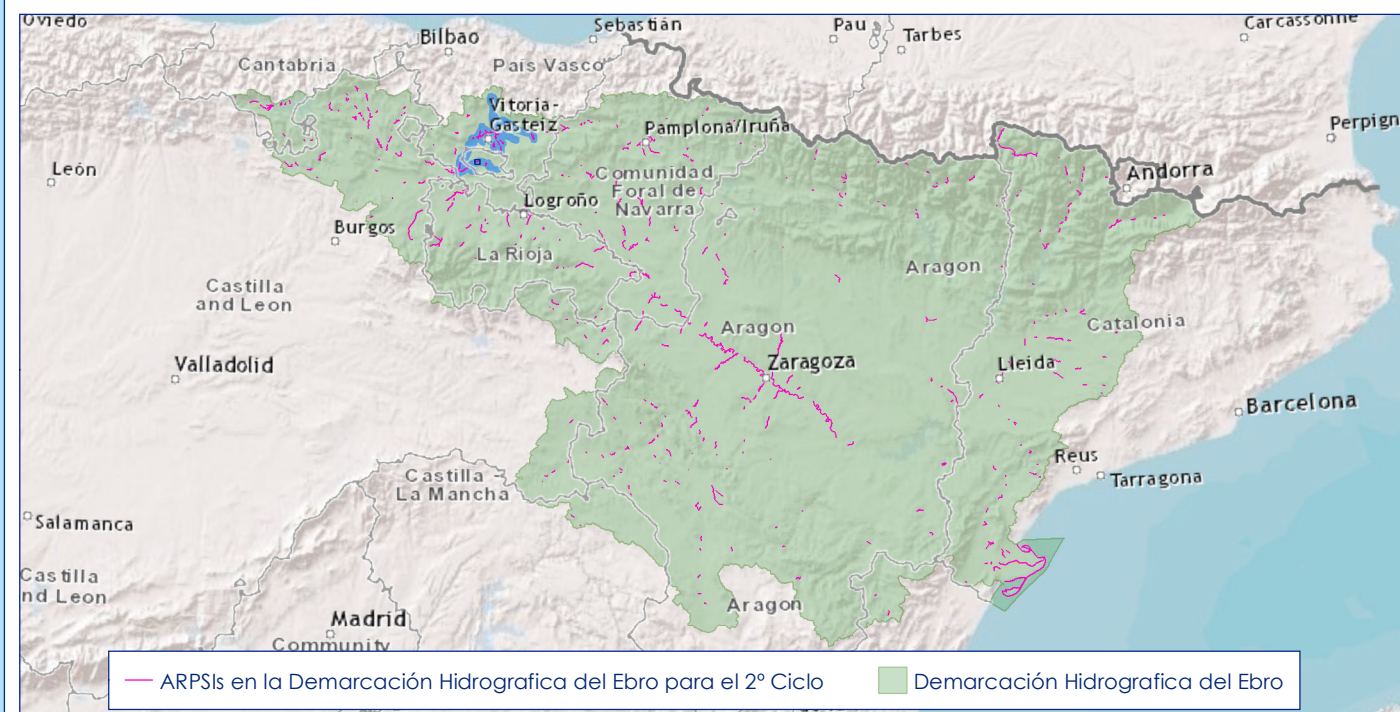 Oviedo
Sebastián
Pau
Carcassonne
Bilbao
Tarbes
Cantabria
País Vasco
Vitoria-
Gasteiz
Pamplona/Iruña
Perpign
León
Comunidad
Foral de
Navarra
Andorra
Logroño
Burgos
La Rioja
Aragon
Castilla
and Leon
Aragon
Catalonia
Valladolid
Zaragoza
Lleida
Barcelona
Reus
Castilla
La Mancha
Tarragona
Salamanca
Castilla
nd Leon
Aragon
Madrid
Community
ARPSIs en la Demarcación Hidrografica del Ebro para el 2º Ciclo
Demarcación Hidrografica del Ebro